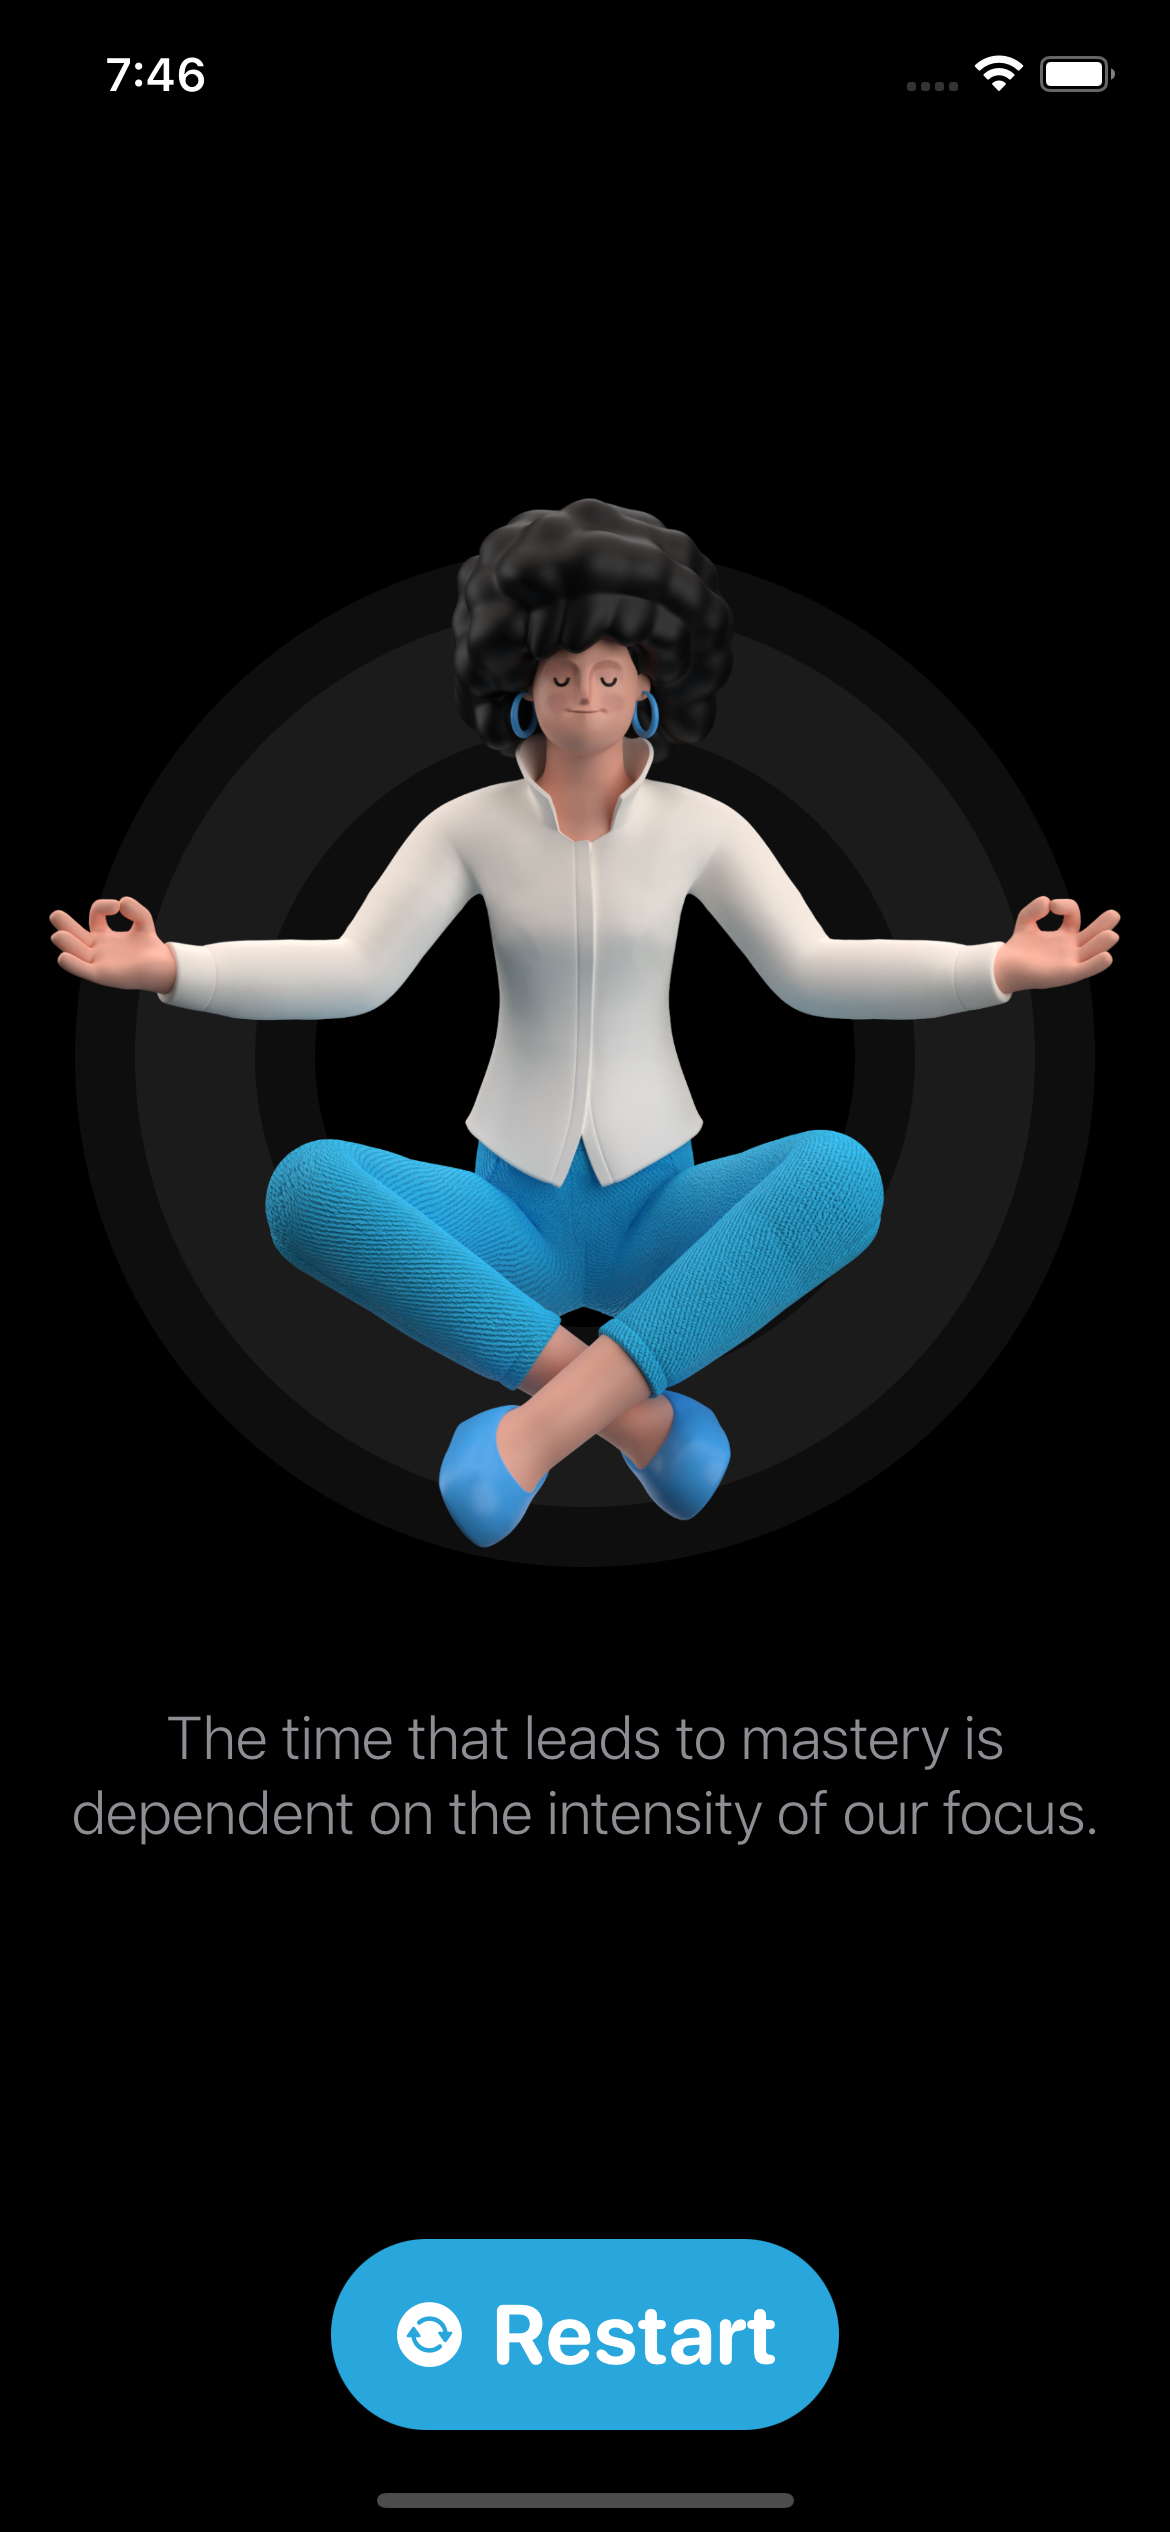 7:46
The time that leads to mastery is
dependent on the intensity of our focus.
Restart